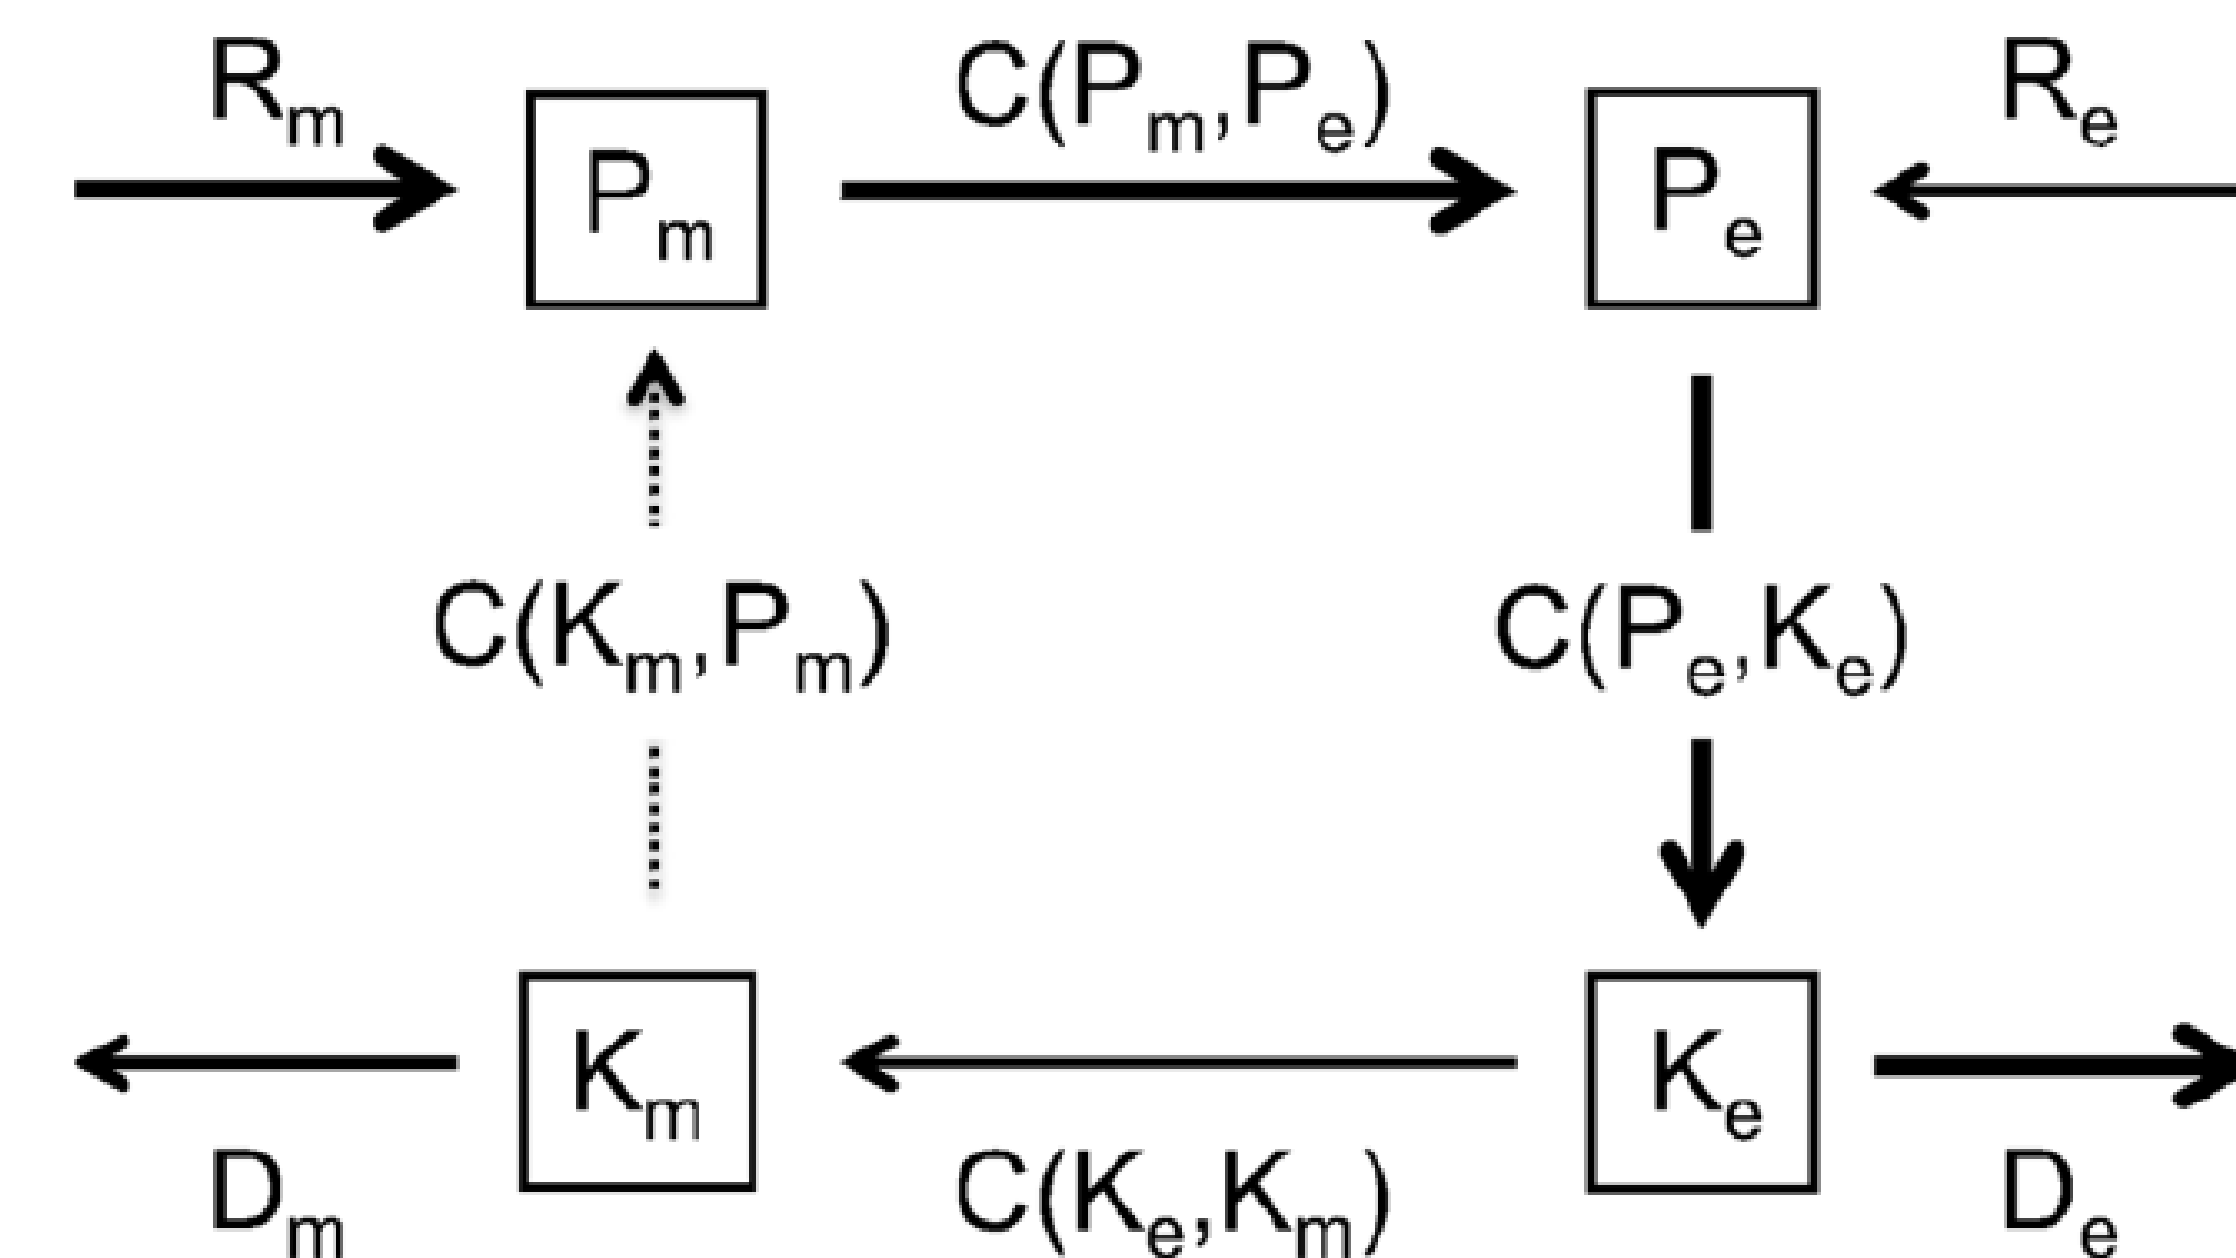 R_m
C(P_m,P_e)
R_e
P_m
P_e
C(K_m,P_m)
C(P_e,K_e)
K_m
K_e
D_m
C(K_e,K_m)
D_e